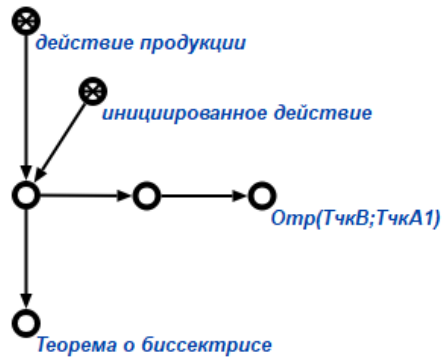 действие продукции
инициированное действие
Отр(ТчкВ;ТчкА1)
Теорема о биссектрисе